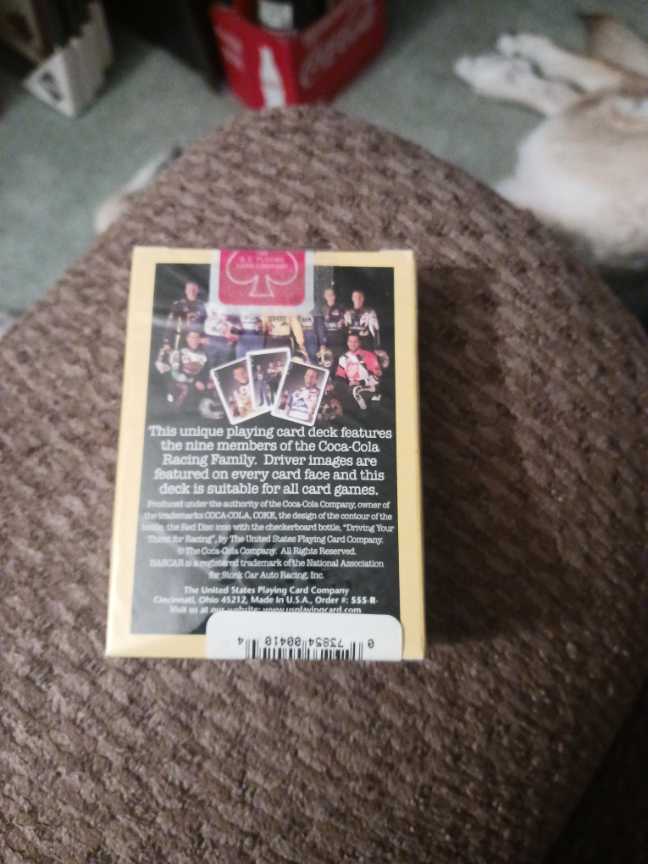 U.S. PLAYING
CARD COMPANY
This unique playing card deck features
the nine members of the Coca-Cola
Racing Family. Driver images are
featured on every card face and this
deck is suitable for all card games.
Produced under the authority of the Coca-Cola Company, owner of
the trademarks COCA-COLA, COKE, the design of the contour of the
bottle, the Red Disc icon with the checkerboard bottle, "Driving Your
Thirst for Racing", by The United States Playing Card Company.
© The Coca-Cola Company. All Rights Reserved.
NASCAR is a registered trademark of the National Association
for Stock Car Auto Racing, Inc.
The United States Playing Card Company
Cincinnati, Ohio 45212, Made in U.S.A., Order #: 555-R
Visit us at our website: www.usplayingcard.com
0 73854 00410 4
Coca-Cola